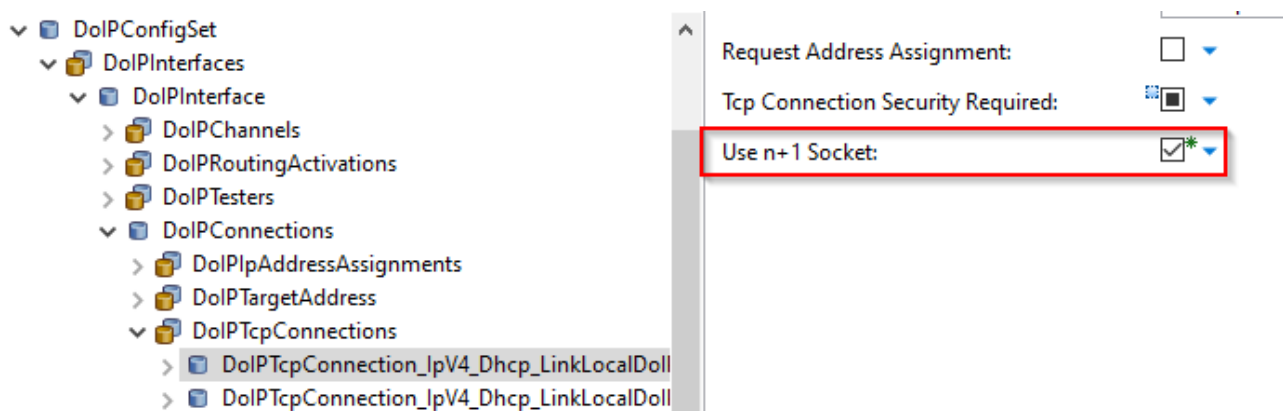 DoIPConfigSet
DoIPInterfaces
DoIPInterface
DoIPChannels
DoIPRoutingActivations
DoIPTesters
DoIPConnections
DoIPIpAddressAssignments
DoIPTargetAddress
DoIPTcpConnections
DoIPTcpConnection_IpV4_Dhcp_LinkLocalDoI
DoIPTcpConnection_IpV4_Dhcp_LinkLocalDoI
Request Address Assignment:
Tcp Connection Security Required:
Use n+1 Socket: